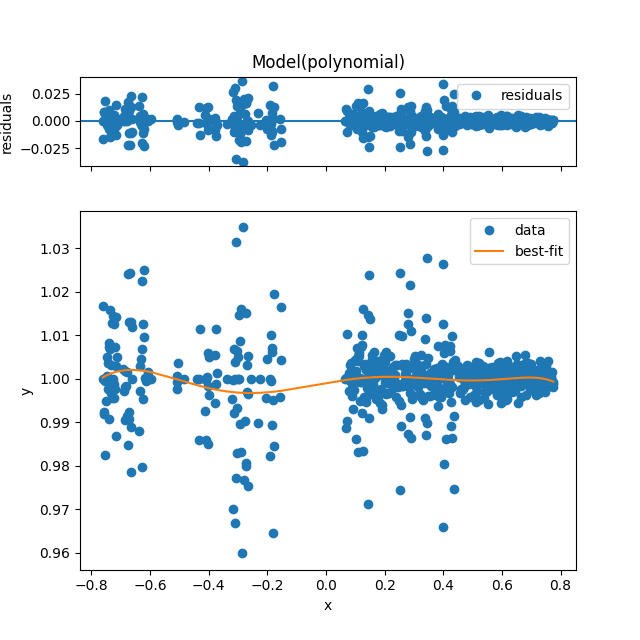 Model(polynomial)
residuals
0.025
0.000
−0.025
residuals
y
1.03
1.02
1.01
1.00
0.99
0.98
0.97
0.96
data
best-fit
−0.8 −0.6 −0.4 −0.2 0.0 0.2 0.4 0.6 0.8
x